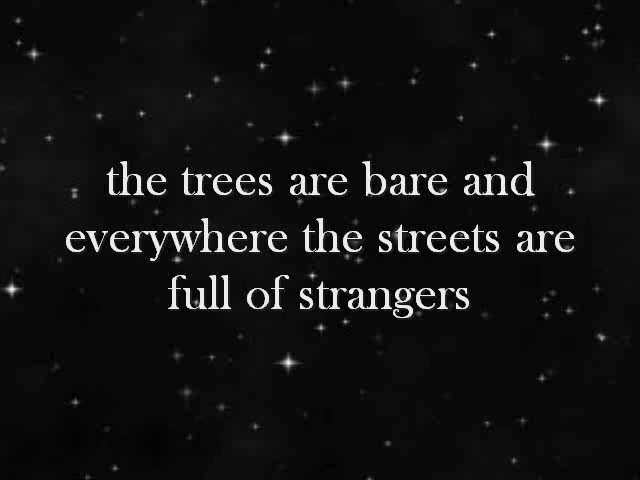 the trees are bare and
everywhere the streets are
full of strangers